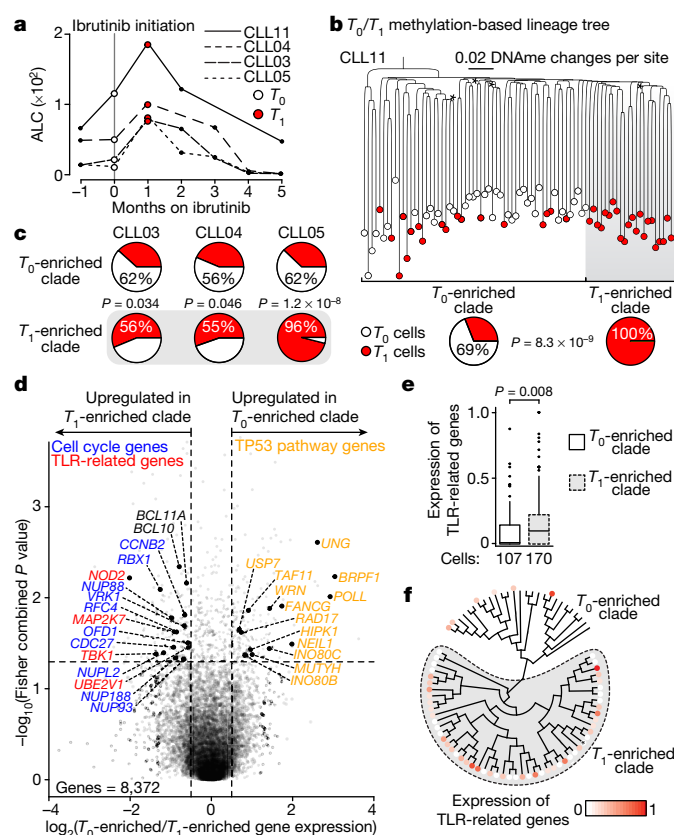 a
Ibrutinib initiation
CLL11
CLL04
CLL03
CLL05
T0
T1
ALC (×10²)
2
1
0
–1 0 1 2 3 4 5
Months on ibrutinib
b T0/T1 methylation-based lineage tree
CLL11
0.02 DNAme changes per site
T0 cells
T1 cells
T0-enriched
clade
69%
P = 8.3 × 10⁻⁹
T1-enriched
clade
100%
c
CLL03 CLL04 CLL05
T0-enriched
clade
62% 56% 62%
P = 0.034 P = 0.046 P = 1.2 × 10⁻⁸
T1-enriched
clade
56% 55% 96%
d
Upregulated in
T1-enriched clade
Upregulated in
T0-enriched clade
Cell cycle genes
TLR-related genes
TP53 pathway genes
BCL11A
BCL10
CCNB2
RBX1
NOD2
NUP88
VRK1
RFC4
MAP2K7
OFD1
CDC27
TBK1
NUPL2
UBE2V1
NUP188
NUP93
UNG
USP7
TAF11
BRPF1
WRN
POLL
FANCG
RAD17
HIPK1
NEIL1
INO80C
MUTYH
INO80B
–log10(Fisher combined P value)
3
2
1
0
Genes = 8,372
–4 –2 0 2 4
log2(T0-enriched/T1-enriched gene expression)
e
P = 0.008
Expression of
TLR-related genes
1.0
0.5
0
Cells: 107 170
T0-enriched
clade
T1-enriched
clade
f
T0-enriched
clade
T1-enriched
clade
Expression of
TLR-related genes
0 1